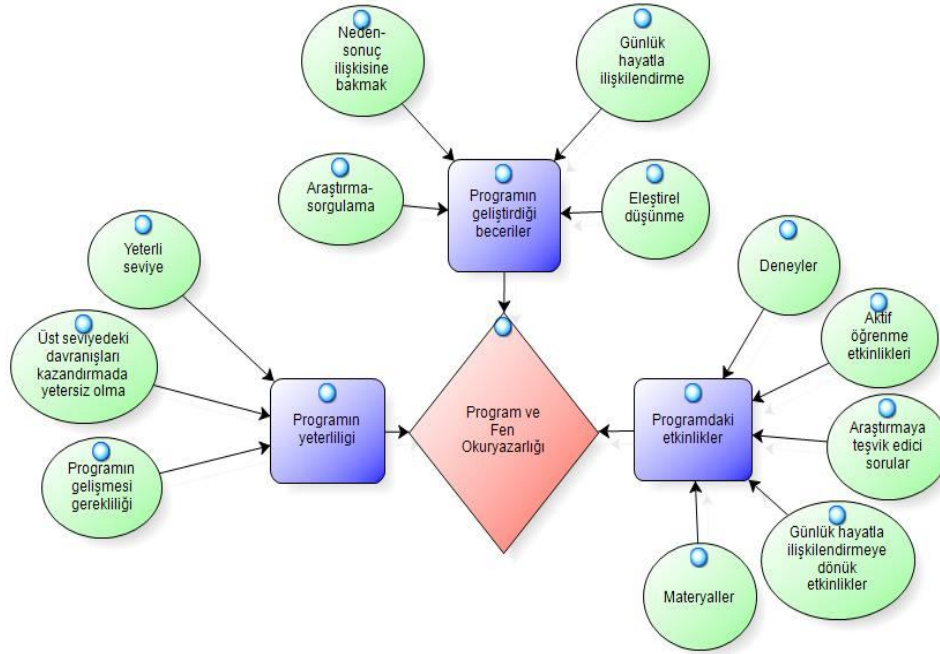 Neden-
sonuç
ilişkisine
bakmak
Günlük
hayatla
ilişkilendirme
Araştırma-
sorgulama
Programın
geliştirdiği
beceriler
Eleştirel
düşünme
Yeterli
seviye
Üst seviyedeki
davranışları
kazandırmada
yetersiz olma
Programın
gelişmesi
gerekliliği
Programın
yeterliligi
Program ve
Fen
Okuryazarlığı
Programdaki
etkinlikler
Deneyler
Aktif
öğrenme
etkinlikleri
Araştırmaya
teşvik edici
sorular
Günlük hayatla
ilişkilendirmeye
dönük
etkinlikler
Materyaller